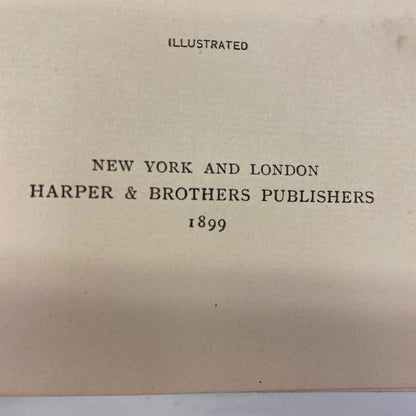 ILLUSTRATED
NEW YORK AND LONDON
HARPER & BROTHERS PUBLISHERS
1899